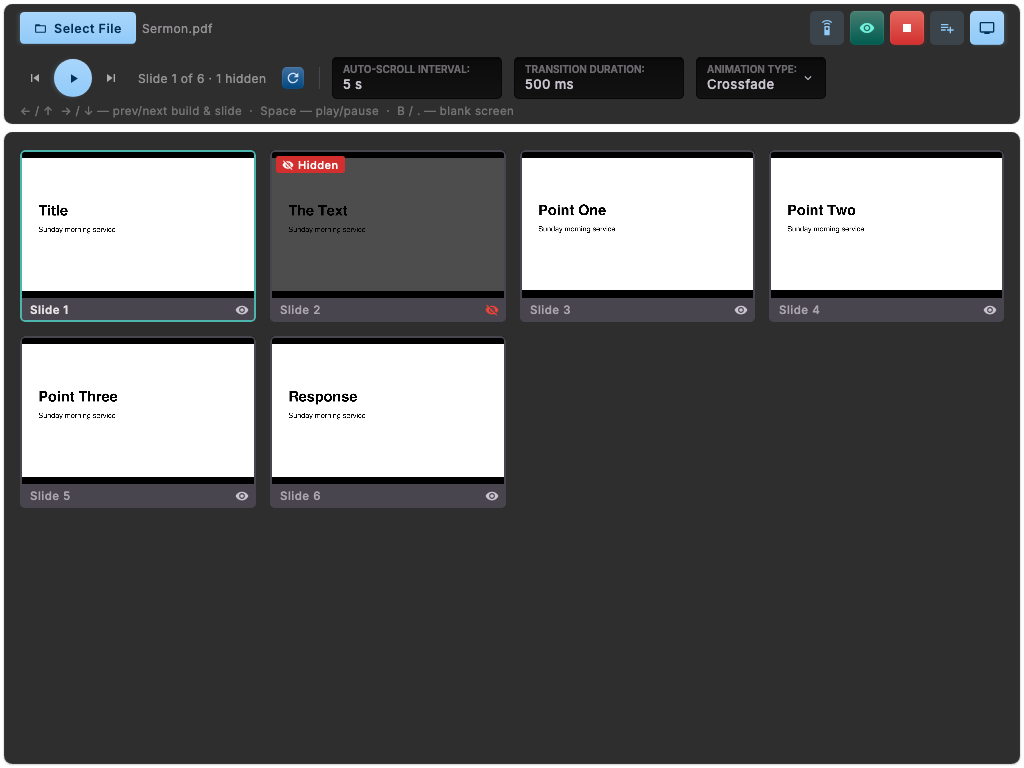 Select File
Sermon.pdf
Slide 1 of 6 · 1 hidden
AUTO-SCROLL INTERVAL:
5 s
TRANSITION DURATION:
500 ms
ANIMATION TYPE:
Crossfade
← / ↑ → / ↓ — prev/next build & slide · Space — play/pause · B / . — blank screen
Title
Sunday morning service
Slide 1
Hidden
The Text
Sunday morning service
Slide 2
Point One
Sunday morning service
Slide 3
Point Two
Sunday morning service
Slide 4
Point Three
Sunday morning service
Slide 5
Response
Sunday morning service
Slide 6